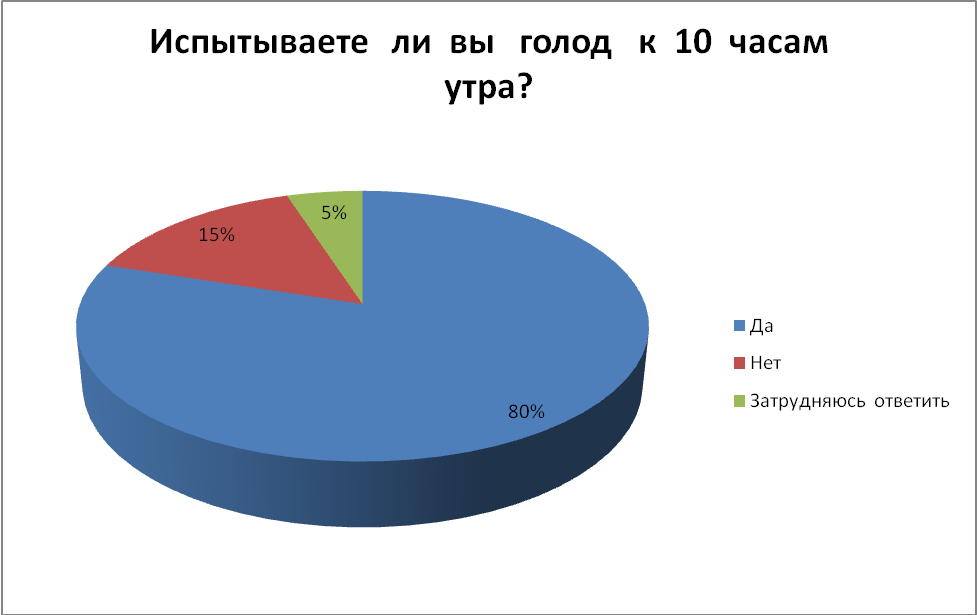 Испытываете ли вы голод к 10 часам
утра?
5%
15%
80%
Да
Нет
Затрудняюсь ответить